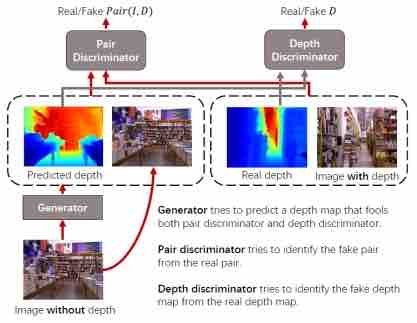 Real/Fake Pair(I, D)
Real/Fake D
Pair
Discriminator
Depth
Discriminator
Predicted depth
Real depth
Image with depth
Generator
Image without depth
Generator tries to predict a depth map that fools
both pair discriminator and depth discriminator.
Pair discriminator tries to identify the fake pair
from the real pair.
Depth discriminator tries to identify the fake depth
map from the real depth map.